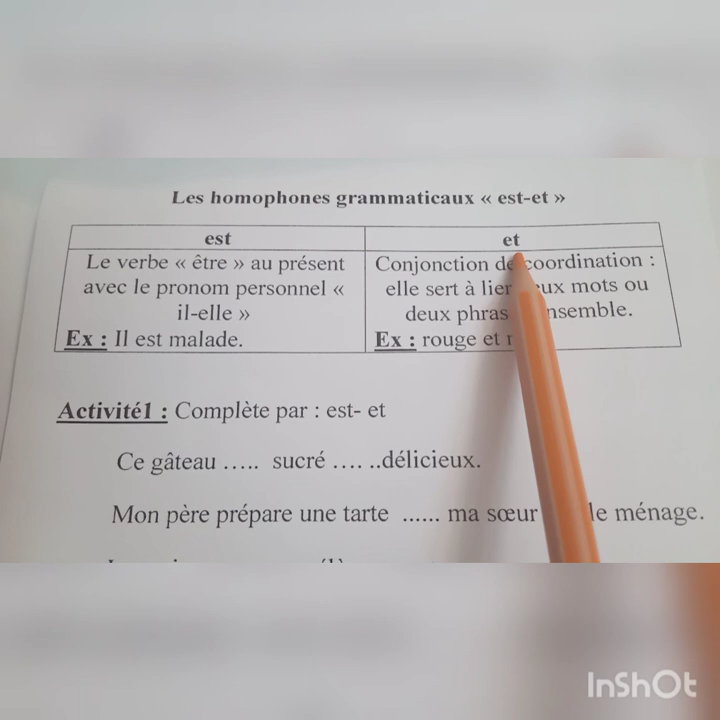 Les homophones grammaticaux « est-et »
est
et
Le verbe « être » au présent
avec le pronom personnel «
il-elle »
Ex : Il est malade.
Conjonction de coordination :
elle sert à lier eux mots ou
deux phras nsemble.
Ex : rouge et
Activité1 : Complète par : est- et
Ce gâteau ..... sucré .... ..délicieux.
Mon père prépare une tarte ...... ma sœur le ménage.
InShOt